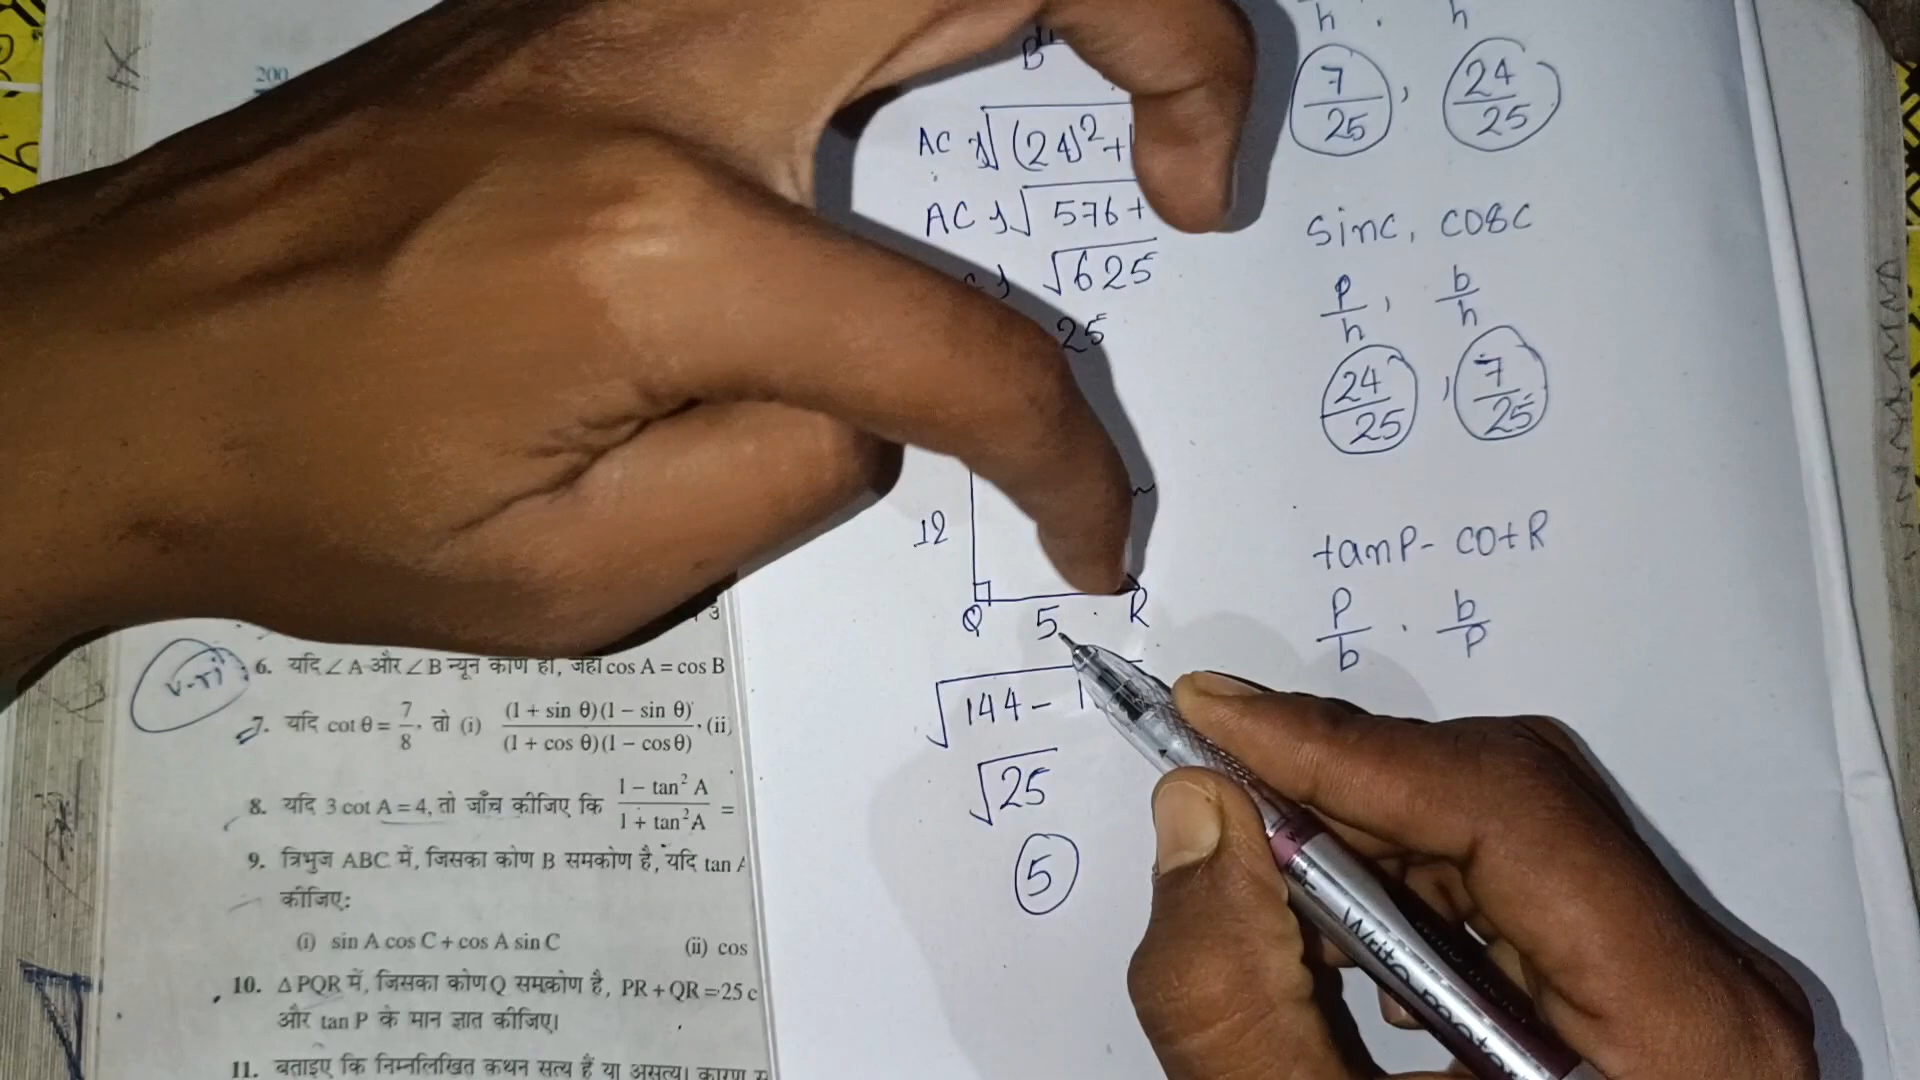 200
6. यदि ∠A और ∠B न्यून कोण हों, जहाँ cos A = cos B
7. यदि cot θ = 7/8, तो (i) (1 + sin θ)(1 − sin θ)/(1 + cos θ)(1 − cos θ), (ii)
8. यदि 3 cot A = 4, तो जाँच कीजिए कि 1 − tan² A/1 + tan² A =
9. त्रिभुज ABC में, जिसका कोण B समकोण है, यदि tan A
कीजिए:
(i) sin A cos C + cos A sin C (ii) cos
10. Δ PQR में, जिसका कोण Q समकोण है, PR + QR = 25 c
और tan P के मान ज्ञात कीजिए।
11. बताइए कि निम्नलिखित कथन सत्य हैं या असत्य। कारण
B
AC √(24)² +
AC √576 +
√625
25
12
Q 5 R
√144 −
√25
5
h , h
7/25 , 24/25
sinc, cosc
P/h , b/h
24/25 , 7/25
tanP - cotR
P/b . b/P
Write